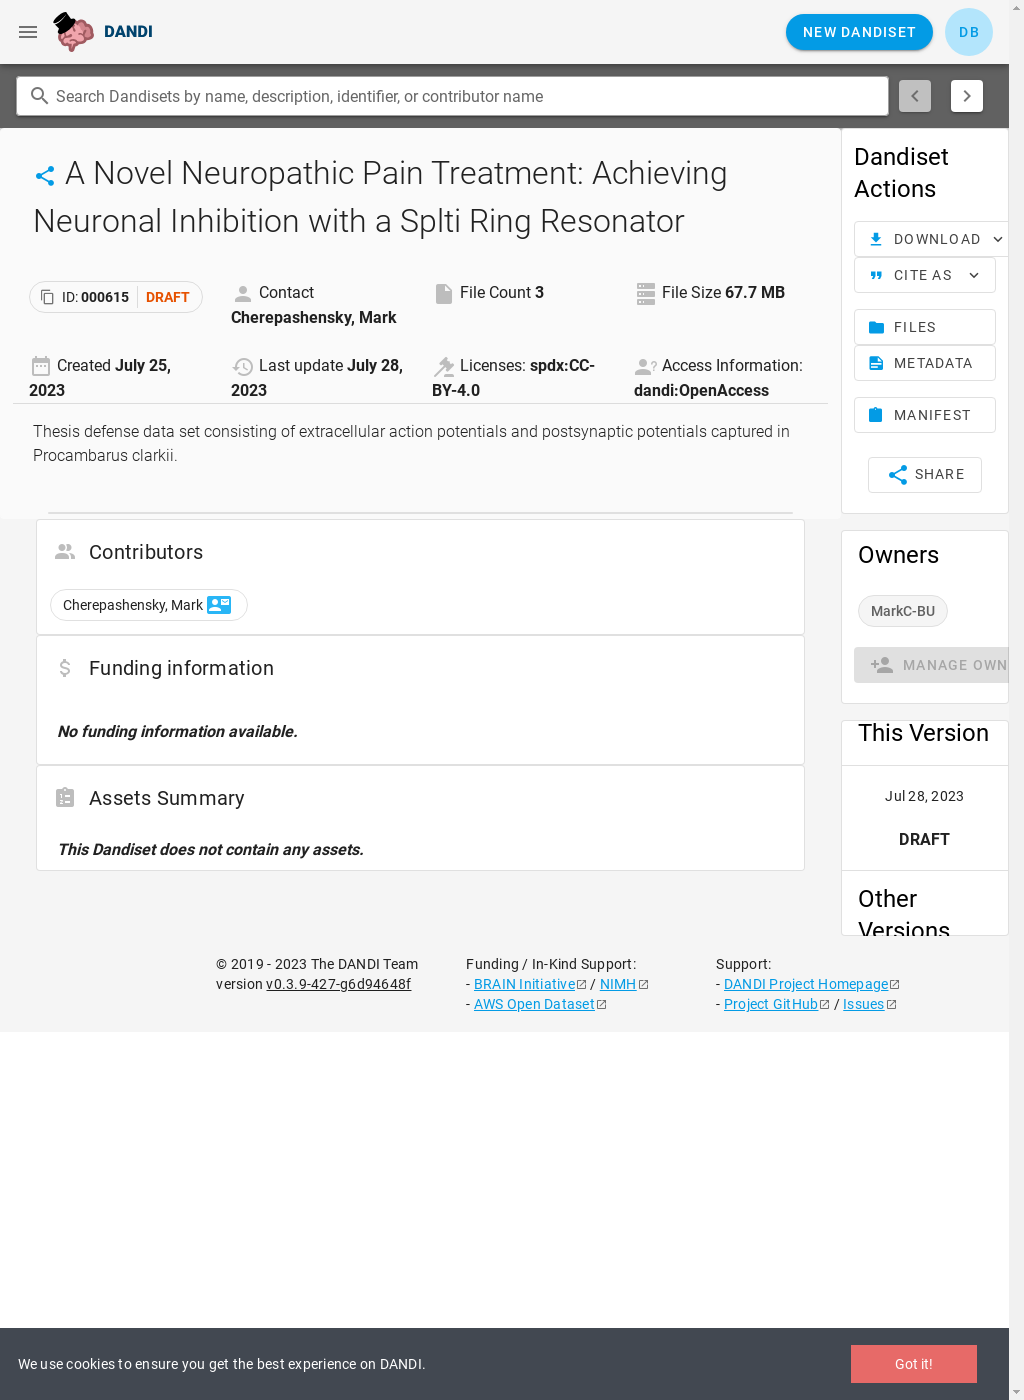 DANDI
NEW DANDISET
DB
Search Dandisets by name, description, identifier, or contributor name
A Novel Neuropathic Pain Treatment: Achieving
Neuronal Inhibition with a Splti Ring Resonator
ID: 000615 DRAFT
Contact
Cherepashensky, Mark
File Count 3
File Size 67.7 MB
Created July 25,
2023
Last update July 28,
2023
Licenses: spdx:CC-
BY-4.0
Access Information:
dandi:OpenAccess
Thesis defense data set consisting of extracellular action potentials and postsynaptic potentials captured in
Procambarus clarkii.
Contributors
Cherepashensky, Mark
Funding information
No funding information available.
Assets Summary
This Dandiset does not contain any assets.
Dandiset
Actions
DOWNLOAD
CITE AS
FILES
METADATA
MANIFEST
SHARE
Owners
MarkC-BU
MANAGE OWN
This Version
Jul 28, 2023
DRAFT
Other
Versions
© 2019 - 2023 The DANDI Team
version v0.3.9-427-g6d94648f
Funding / In-Kind Support:
- BRAIN Initiative / NIMH
- AWS Open Dataset
Support:
- DANDI Project Homepage
- Project GitHub / Issues
We use cookies to ensure you get the best experience on DANDI.
Got it!